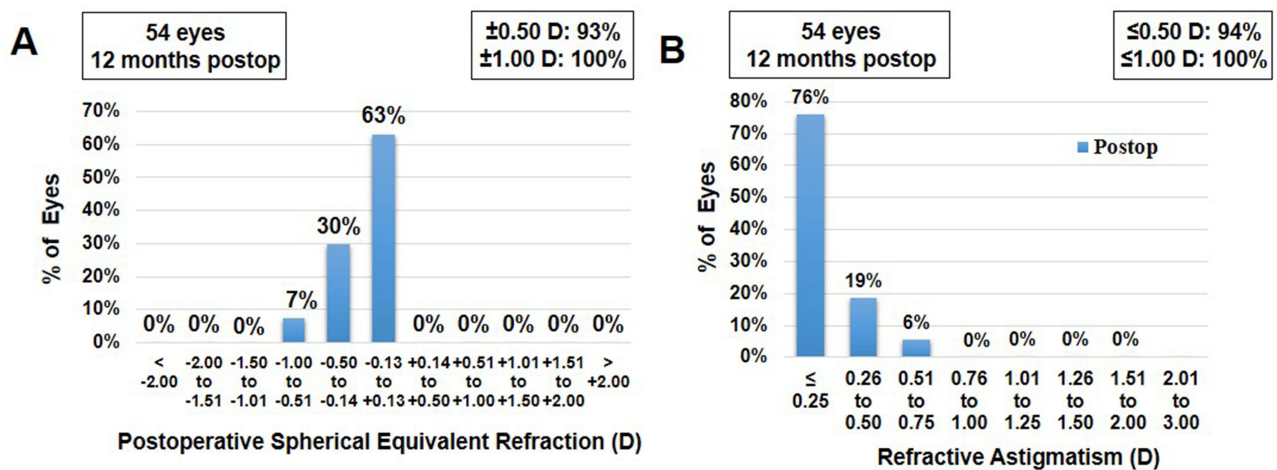 A
54 eyes
12 months postop
±0.50 D: 93%
±1.00 D: 100%
% of Eyes
70%
60%
50%
40%
30%
20%
10%
0%
0% 0% 0% 7% 30% 63% 0% 0% 0% 0% 0%
< -2.00 -1.50 -1.00 -0.50 -0.13 +0.14 +0.51 +1.01 +1.51 >
-2.00 to to to to to to to to to +2.00
-1.51 -1.01 -0.51 -0.14 +0.13 +0.50 +1.00 +1.50 +2.00
Postoperative Spherical Equivalent Refraction (D)
B
54 eyes
12 months postop
≤0.50 D: 94%
≤1.00 D: 100%
% of Eyes
80%
70%
60%
50%
40%
30%
20%
10%
0%
76% 19% 6% 0% 0% 0% 0%
Postop
≤ 0.26 0.51 0.76 1.01 1.26 1.51 2.01
0.25 to to to to to to to
0.50 0.75 1.00 1.25 1.50 2.00 3.00
Refractive Astigmatism (D)